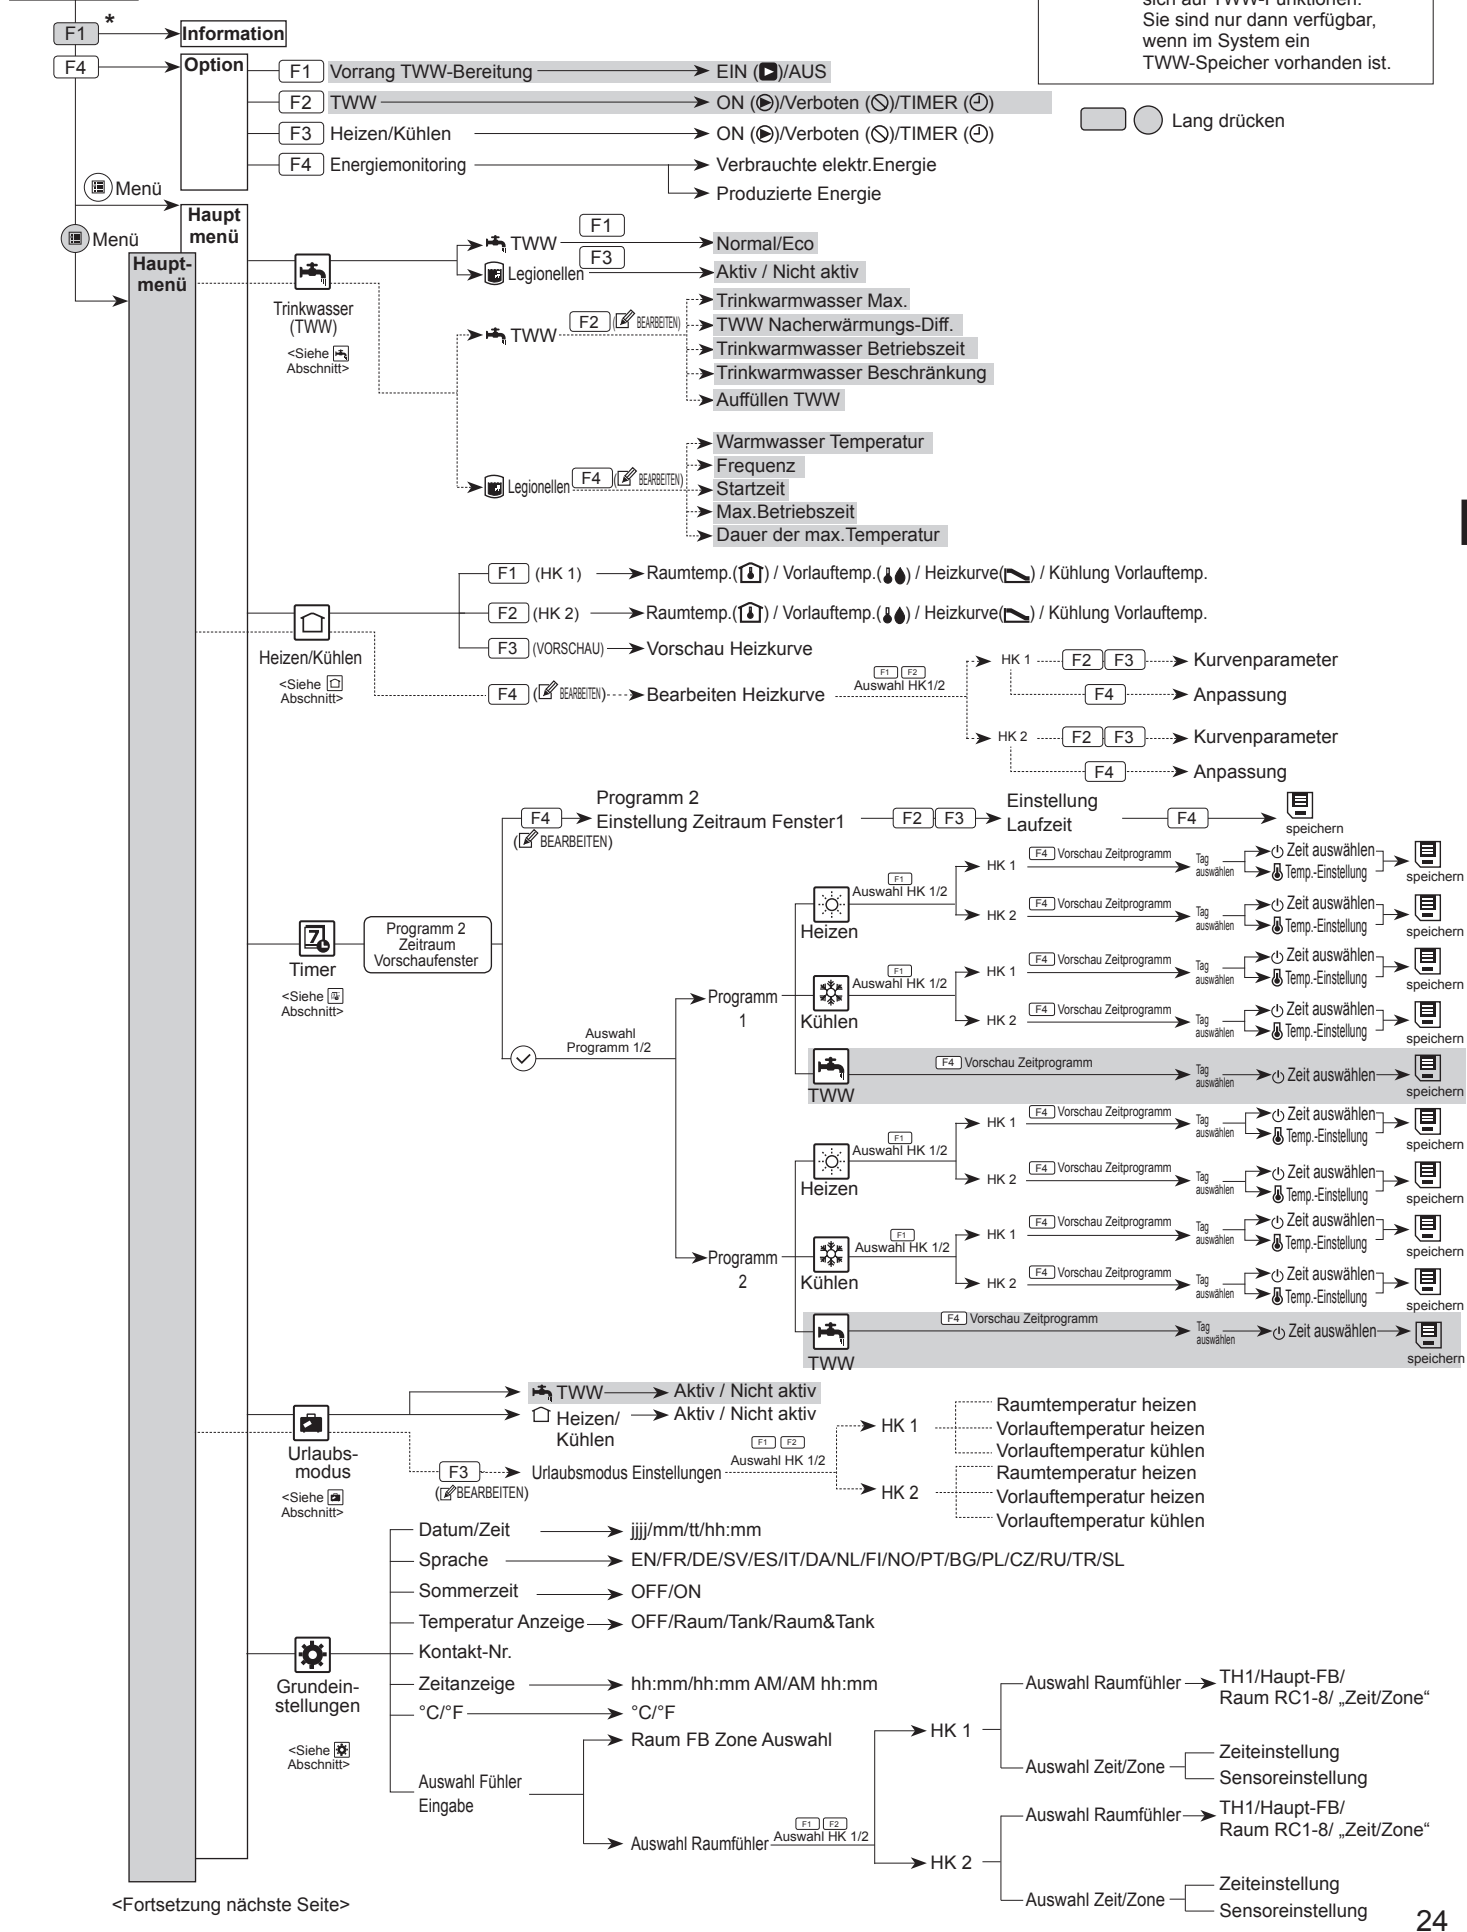 sich auf TWW-Funktionen.
Sie sind nur dann verfügbar,
wenn im System ein
TWW-Speicher vorhanden ist.
Lang drücken
F1 *
Information
F4
Option
F1 Vorrang TWW-Bereitung EIN ( )/AUS
F2 TWW ON ( )/Verboten ( )/TIMER ( )
F3 Heizen/Kühlen ON ( )/Verboten ( )/TIMER ( )
F4 Energiemonitoring Verbrauchte elektr.Energie
Produzierte Energie
Menü
Haupt
menü
Menü
Haupt-
menü
Trinkwasser
(TWW)
<Siehe
Abschnitt>
TWW F1 Normal/Eco
Legionellen F3 Aktiv / Nicht aktiv
TWW F2 ( BEARBEITEN)
Trinkwarmwasser Max.
TWW Nacherwärmungs-Diff.
Trinkwarmwasser Betriebszeit
Trinkwarmwasser Beschränkung
Auffüllen TWW
Legionellen F4 ( BEARBEITEN)
Warmwasser Temperatur
Frequenz
Startzeit
Max.Betriebszeit
Dauer der max.Temperatur
Heizen/Kühlen
<Siehe
Abschnitt>
F1 (HK 1) Raumtemp.( ) / Vorlauftemp.( ) / Heizkurve( ) / Kühlung Vorlauftemp.
F2 (HK 2) Raumtemp.( ) / Vorlauftemp.( ) / Heizkurve( ) / Kühlung Vorlauftemp.
F3 (VORSCHAU) Vorschau Heizkurve
F4 ( BEARBEITEN) Bearbeiten Heizkurve
F1 F2
Auswahl HK1/2
HK 1 F2 F3 Kurvenparameter
F4 Anpassung
HK 2 F2 F3 Kurvenparameter
F4 Anpassung
Timer
<Siehe
Abschnitt>
Programm 2
Zeitraum
Vorschaufenster
F4
( BEARBEITEN)
Programm 2
Einstellung Zeitraum Fenster1
F2 F3
Einstellung
Laufzeit
F4
speichern
Auswahl
Programm 1/2
Programm
1
Heizen
F1
Auswahl HK 1/2
HK 1 F4 Vorschau Zeitprogramm
Tag
auswählen
Zeit auswählen
Temp.-Einstellung
speichern
HK 2 F4 Vorschau Zeitprogramm
Tag
auswählen
Zeit auswählen
Temp.-Einstellung
speichern
Kühlen
F1
Auswahl HK 1/2
HK 1 F4 Vorschau Zeitprogramm
Tag
auswählen
Zeit auswählen
Temp.-Einstellung
speichern
HK 2 F4 Vorschau Zeitprogramm
Tag
auswählen
Zeit auswählen
Temp.-Einstellung
speichern
TWW
F4 Vorschau Zeitprogramm
Tag
auswählen
Zeit auswählen
speichern
Programm
2
Heizen
F1
Auswahl HK 1/2
HK 1 F4 Vorschau Zeitprogramm
Tag
auswählen
Zeit auswählen
Temp.-Einstellung
speichern
HK 2 F4 Vorschau Zeitprogramm
Tag
auswählen
Zeit auswählen
Temp.-Einstellung
speichern
Kühlen
F1
Auswahl HK 1/2
HK 1 F4 Vorschau Zeitprogramm
Tag
auswählen
Zeit auswählen
Temp.-Einstellung
speichern
HK 2 F4 Vorschau Zeitprogramm
Tag
auswählen
Zeit auswählen
Temp.-Einstellung
speichern
TWW
F4 Vorschau Zeitprogramm
Tag
auswählen
Zeit auswählen
speichern
Urlaubs-
modus
<Siehe
Abschnitt>
TWW Aktiv / Nicht aktiv
Heizen/ Aktiv / Nicht aktiv
Kühlen
F3
( BEARBEITEN)
Urlaubsmodus Einstellungen
F1 F2
Auswahl HK 1/2
HK 1
Raumtemperatur heizen
Vorlauftemperatur heizen
Vorlauftemperatur kühlen
HK 2
Raumtemperatur heizen
Vorlauftemperatur heizen
Vorlauftemperatur kühlen
Grundein-
stellungen
<Siehe
Abschnitt>
Datum/Zeit jjjj/mm/tt/hh:mm
Sprache EN/FR/DE/SV/ES/IT/DA/NL/FI/NO/PT/BG/PL/CZ/RU/TR/SL
Sommerzeit OFF/ON
Temperatur Anzeige OFF/Raum/Tank/Raum&Tank
Kontakt-Nr.
Zeitanzeige hh:mm/hh:mm AM/AM hh:mm
°C/°F °C/°F
Auswahl Fühler
Eingabe
Raum FB Zone Auswahl
Auswahl Raumfühler
F1 F2
Auswahl HK 1/2
HK 1
Auswahl Raumfühler
TH1/Haupt-FB/
Raum RC1-8/ „Zeit/Zone“
Auswahl Zeit/Zone
Zeiteinstellung
Sensoreinstellung
HK 2
Auswahl Raumfühler
TH1/Haupt-FB/
Raum RC1-8/ „Zeit/Zone“
Auswahl Zeit/Zone
Zeiteinstellung
Sensoreinstellung
<Fortsetzung nächste Seite>
24